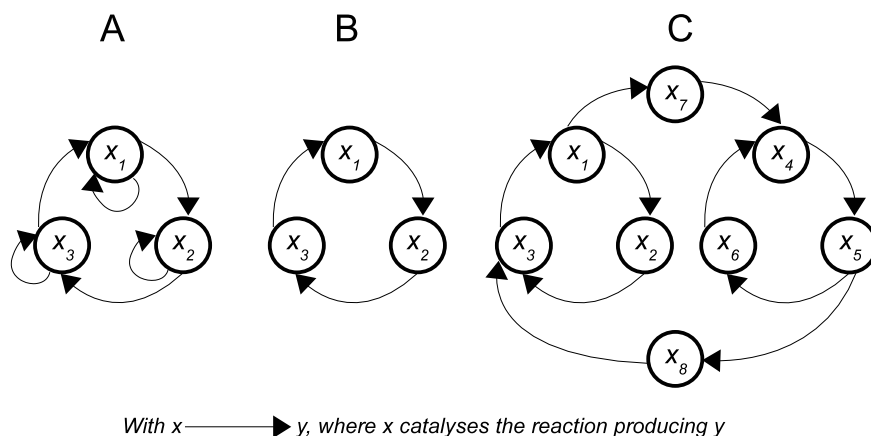 A B C
x1 x1 x7
x1 x4
x3 x2 x3 x2 x3 x2 x6 x5
x8
With x y, where x catalyses the reaction producing y